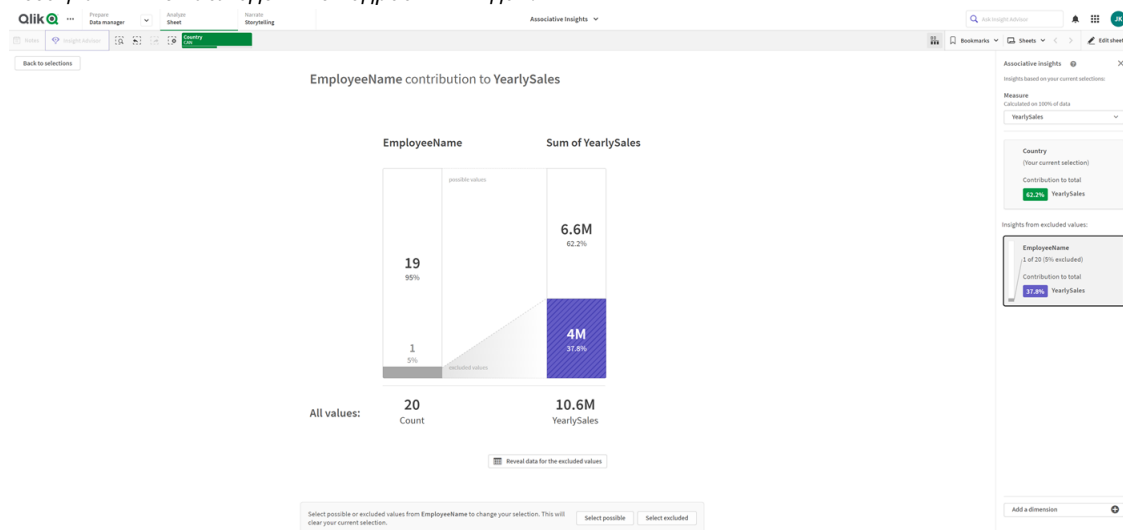 Qlik
Prepare
Data manager
Analyze
Sheet
Narrate
Storytelling
Associative Insights
Ask Insight Advisor
JK
Notes
Insight Advisor
Country
Bookmarks
Sheets
Edit sheet
Back to selections
EmployeeName contribution to YearlySales
EmployeeName
Sum of YearlySales
possible values
6.6M
62.2%
19
95%
4M
37.8%
1
5%
excluded values
All values:
20
Count
10.6M
YearlySales
Reveal data for the excluded values
Select possible or excluded values from EmployeeName to change your selection. This will
clear your current selection.
Select possible
Select excluded
Associative insights
Insights based on your current selections:
Measure
Calculated on 100% of data
YearlySales
Country
(Your current selection)
Contribution to total
62.2% YearlySales
Insights from excluded values:
EmployeeName
1 of 20 (5% excluded)
Contribution to total
37.8% YearlySales
Add a dimension